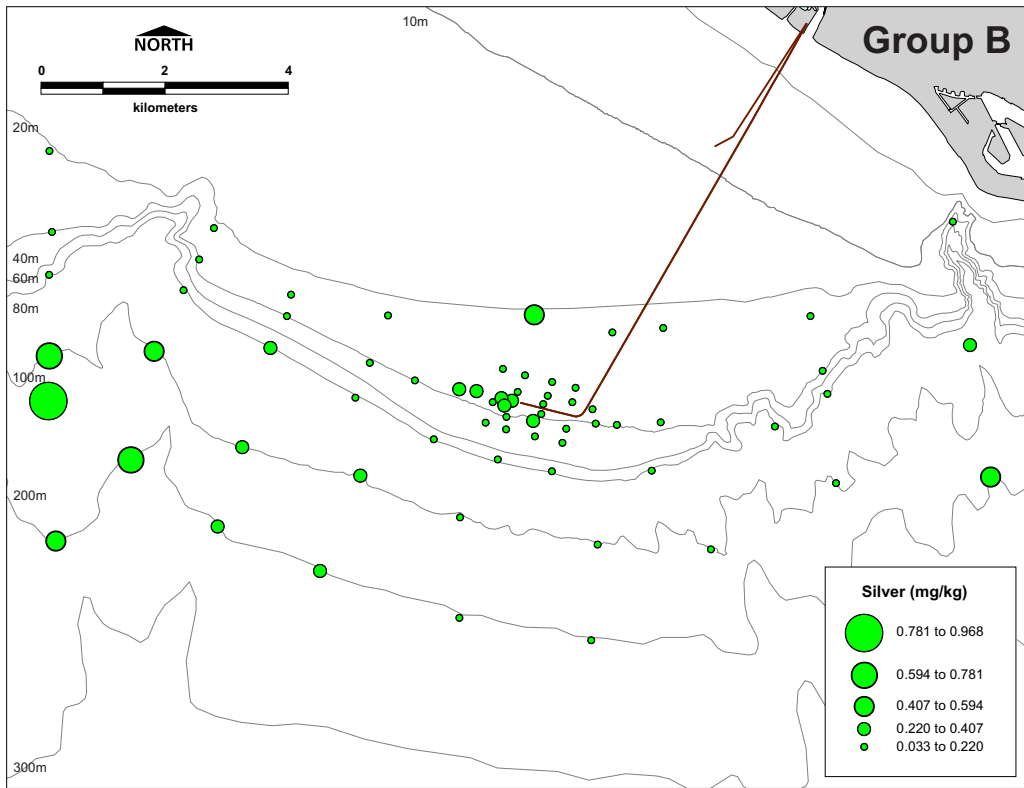 10m
Group B
NORTH
0 2 4
kilometers
20m
40m
60m
80m
100m
200m
300m
Silver (mg/kg)
0.781 to 0.968
0.594 to 0.781
0.407 to 0.594
0.220 to 0.407
0.033 to 0.220